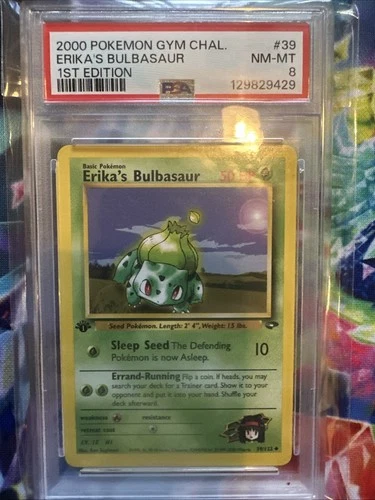 2000 POKEMON GYM CHAL. #39
ERIKA'S BULBASAUR NM-MT
1ST EDITION 8
PSA 129829429
Basic Pokémon
Erika's Bulbasaur
Seed Pokémon. Length: 2' 4", Weight: 15 lbs.
Sleep Seed The Defending
Pokémon is now Asleep. 10
Errand-Running Flip a coin. If heads, you may
search your deck for a Trainer card. Show it to your
opponent and put it into your hand. Shuffle your
deck afterward.
weakness resistance
retreat cost
39/132